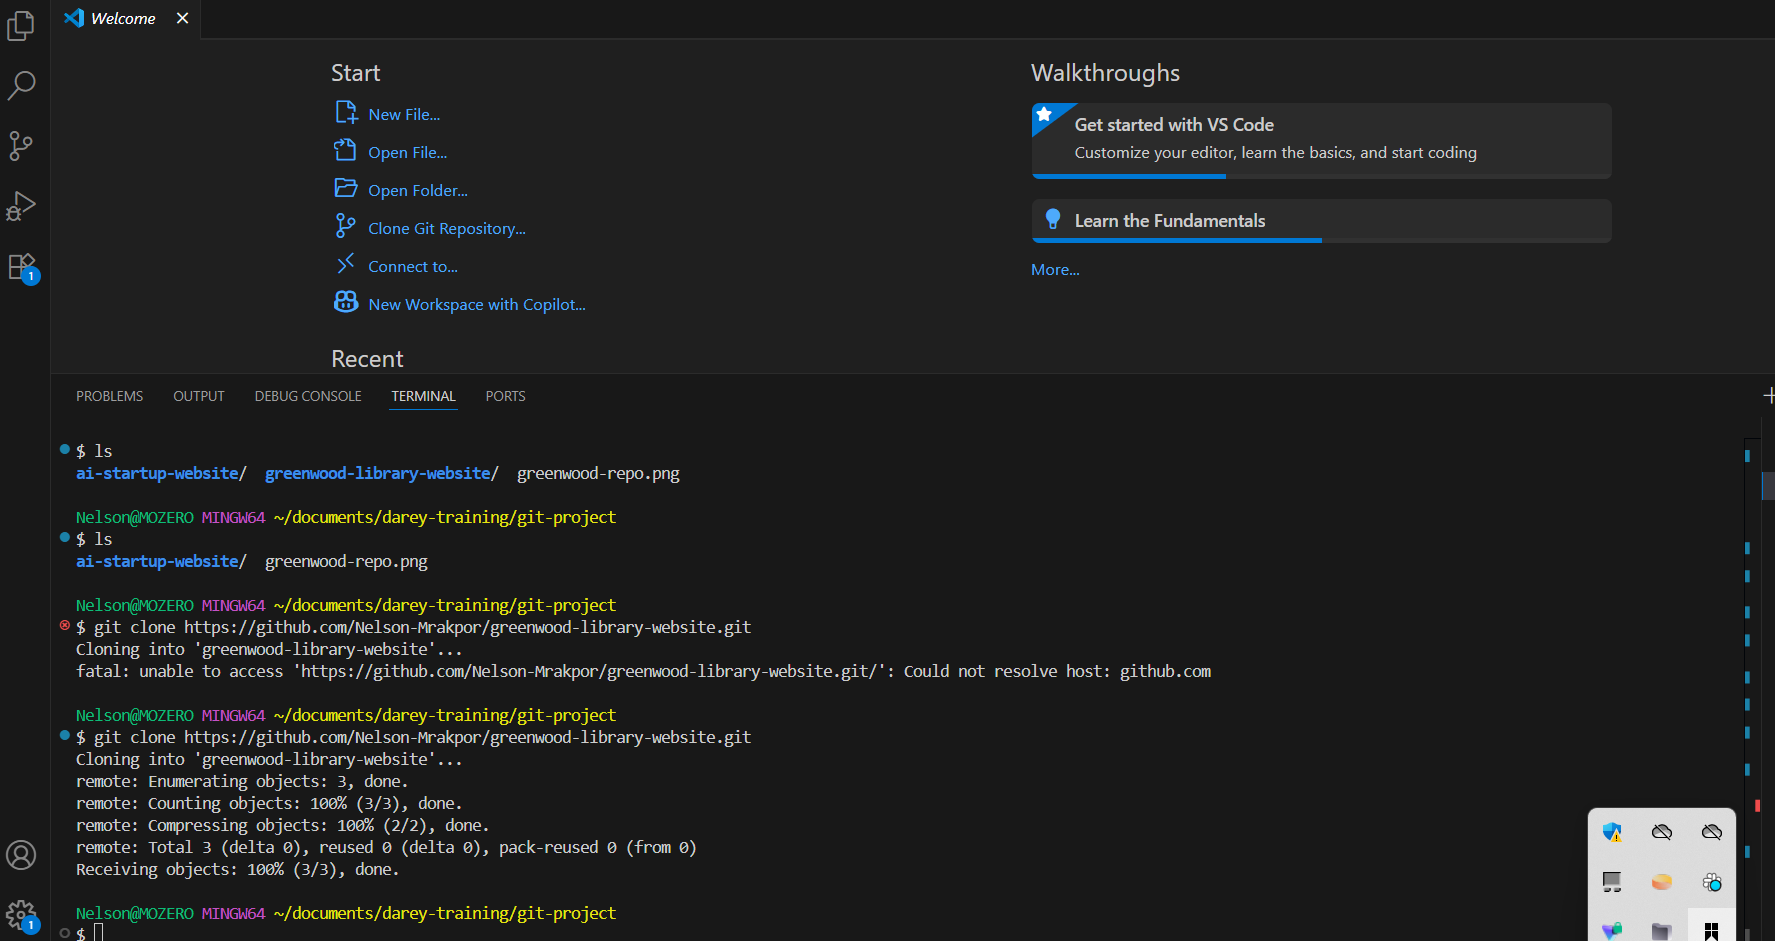 Welcome
Start
New File...
Open File...
Open Folder...
Clone Git Repository...
Connect to...
New Workspace with Copilot...
Recent
Walkthroughs
Get started with VS Code
Customize your editor, learn the basics, and start coding
Learn the Fundamentals
More...
1
1
PROBLEMS OUTPUT DEBUG CONSOLE TERMINAL PORTS
$ ls
ai-startup-website/ greenwood-library-website/ greenwood-repo.png
Nelson@MOZERO MINGW64 ~/documents/darey-training/git-project
$ ls
ai-startup-website/ greenwood-repo.png
Nelson@MOZERO MINGW64 ~/documents/darey-training/git-project
$ git clone https://github.com/Nelson-Mrakpor/greenwood-library-website.git
Cloning into 'greenwood-library-website'...
fatal: unable to access 'https://github.com/Nelson-Mrakpor/greenwood-library-website.git/': Could not resolve host: github.com
Nelson@MOZERO MINGW64 ~/documents/darey-training/git-project
$ git clone https://github.com/Nelson-Mrakpor/greenwood-library-website.git
Cloning into 'greenwood-library-website'...
remote: Enumerating objects: 3, done.
remote: Counting objects: 100% (3/3), done.
remote: Compressing objects: 100% (2/2), done.
remote: Total 3 (delta 0), reused 0 (delta 0), pack-reused 0 (from 0)
Receiving objects: 100% (3/3), done.
Nelson@MOZERO MINGW64 ~/documents/darey-training/git-project
$